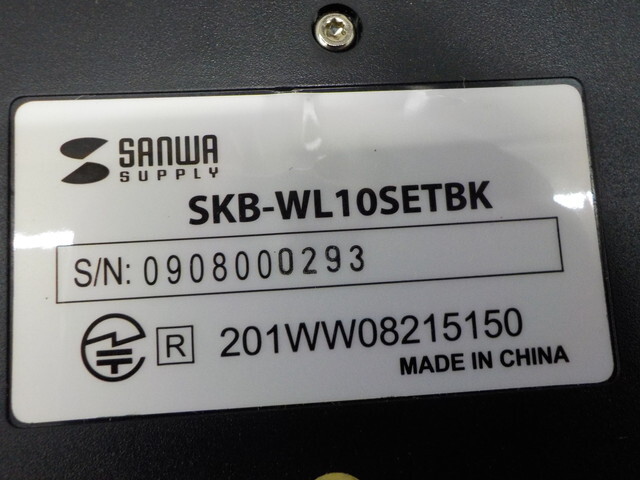 SANWA
SUPPLY
SKB-WL10SETBK
S/N: 0908000293
R 201WW08215150
MADE IN CHINA